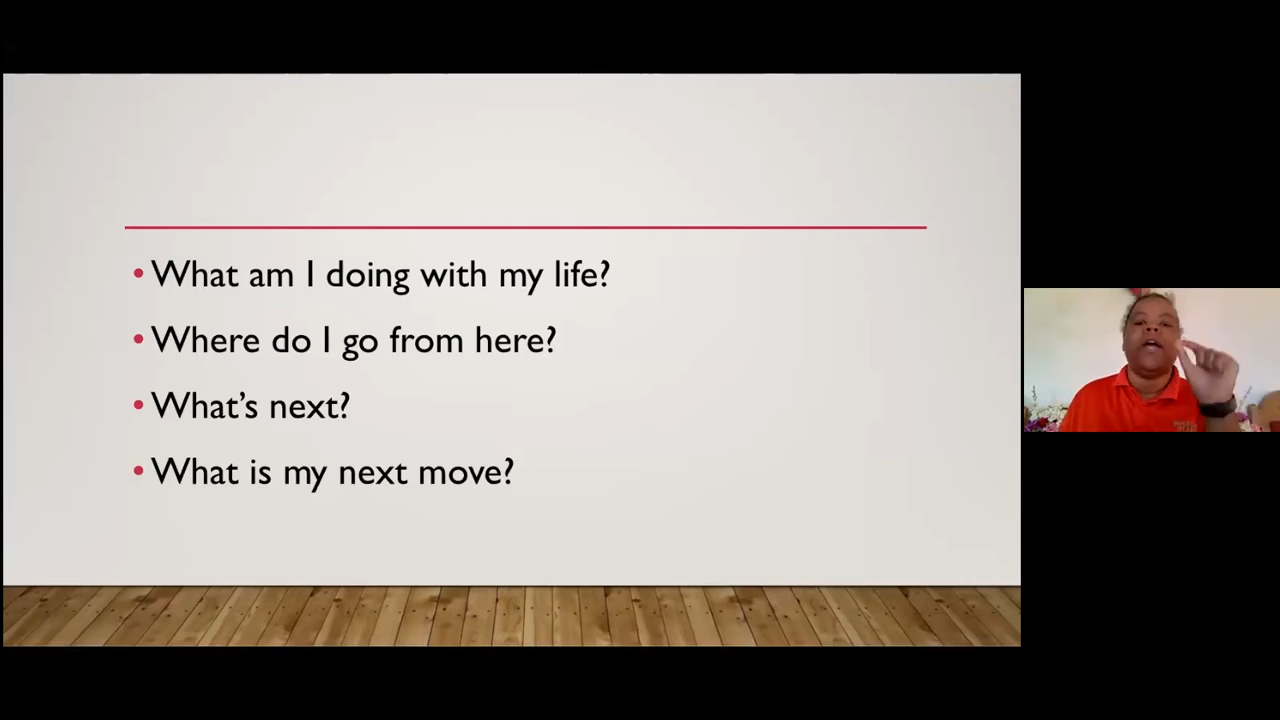 • What am I doing with my life?
• Where do I go from here?
• What's next?
• What is my next move?